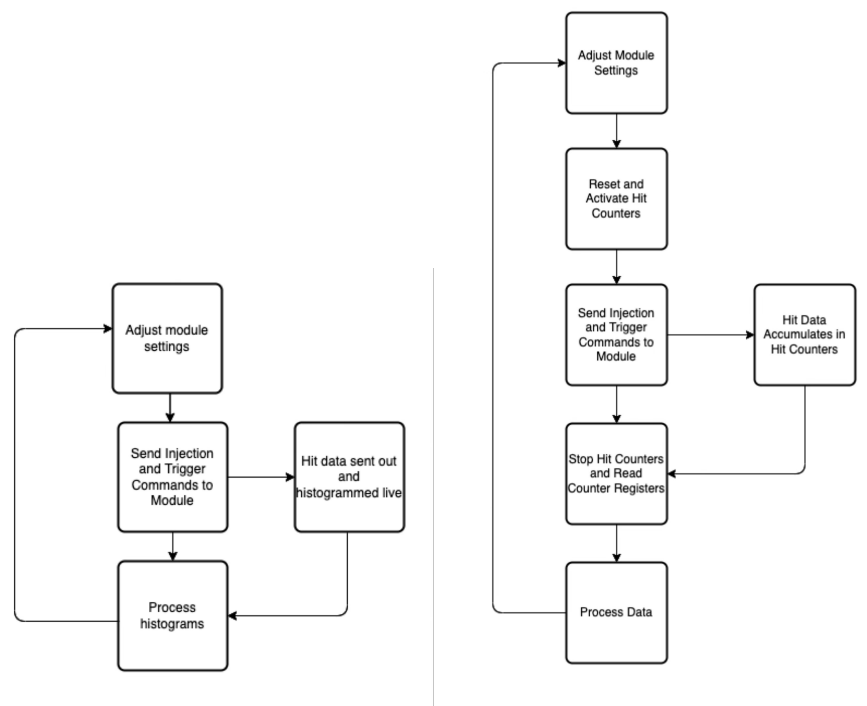 Adjust module
settings
Send Injection
and Trigger
Commands to
Module
Hit data sent out
and
histogrammed live
Process
histograms
Adjust Module
Settings
Reset and
Activate Hit
Counters
Send Injection
and Trigger
Commands to
Module
Hit Data
Accumulates in
Hit Counters
Stop Hit Counters
and Read
Counter Registers
Process Data